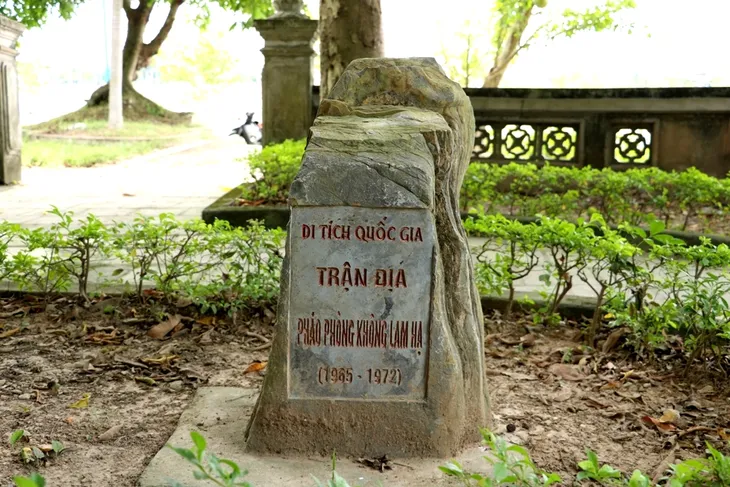 DI TÍCH QUỐC GIA
TRẬN ĐỊA
PHÁO PHÒNG KHÔNG LAM HẠ
(1965 - 1972)